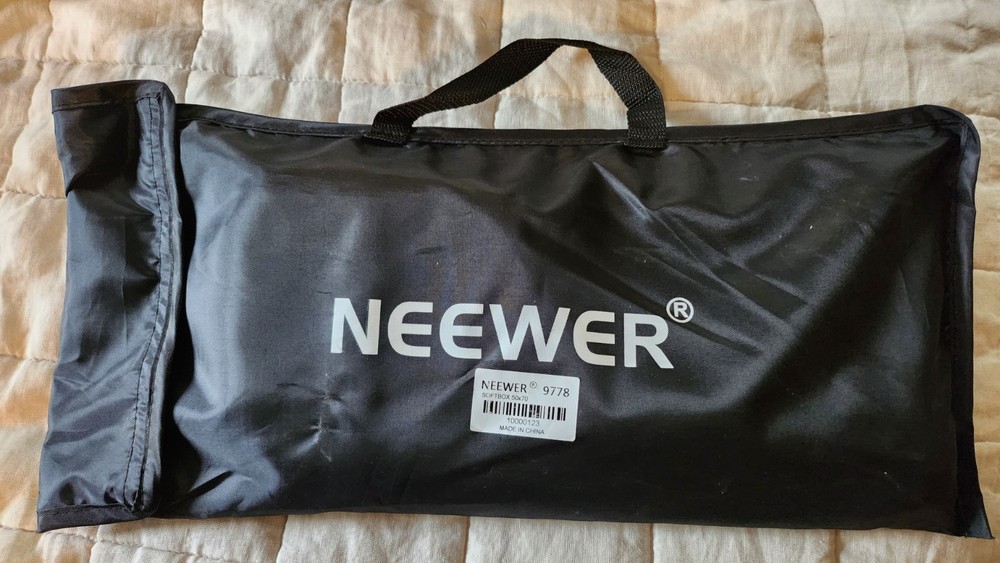 NEEWER®
NEEWER® 9778
SOFTBOX 50x70
10000123
MADE IN CHINA